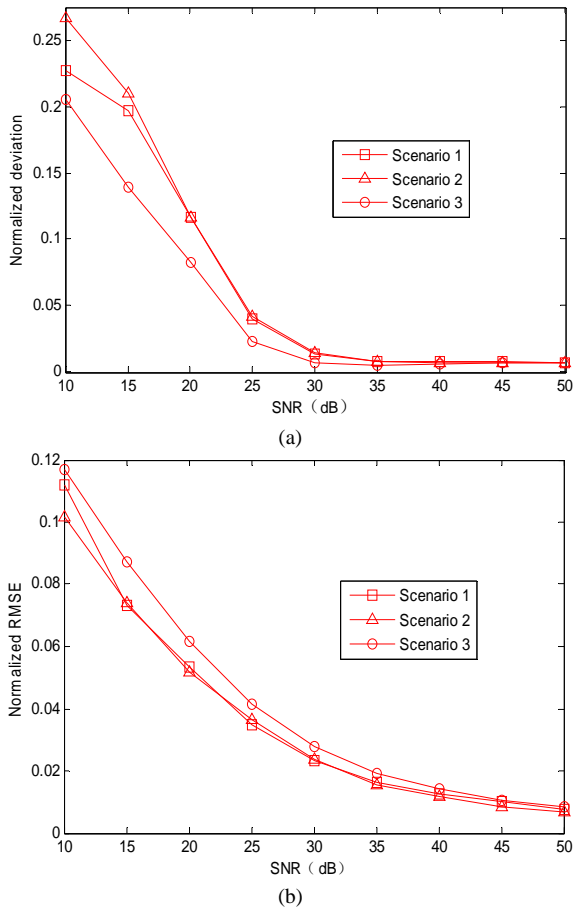 0.25
0.2
0.15
0.1
0.05
0
Normalized deviation
Scenario 1
Scenario 2
Scenario 3
10 15 20 25 30 35 40 45 50
SNR（dB）
(a)
0.12
0.1
0.08
0.06
0.04
0.02
0
Normalized RMSE
Scenario 1
Scenario 2
Scenario 3
10 15 20 25 30 35 40 45 50
SNR（dB）
(b)